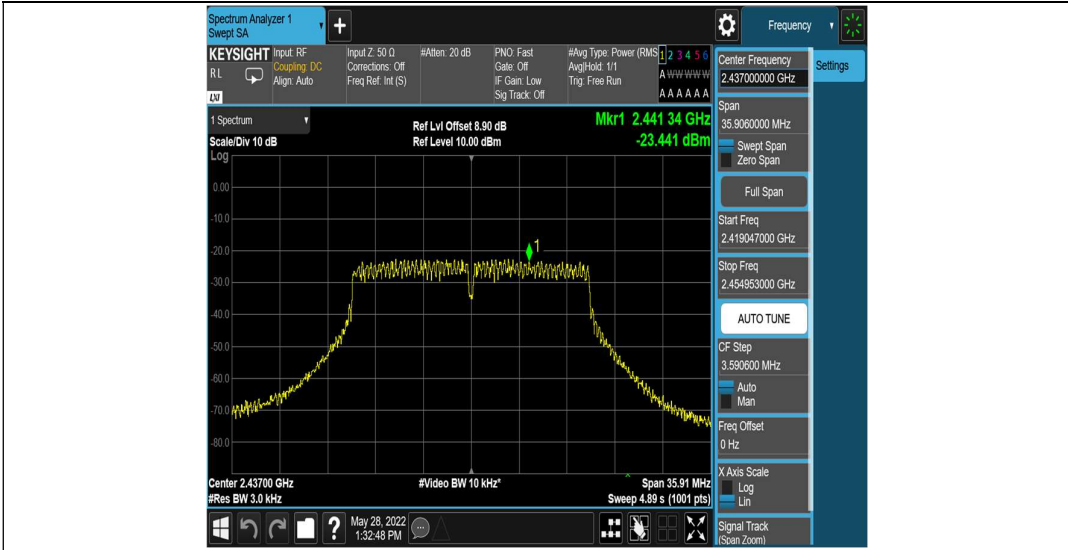 Spectrum Analyzer 1
Swept SA
Frequency
KEYSIGHT
RL
LXI
Input: RF
Coupling: DC
Align: Auto
Input Z: 50 Ω
Corrections: Off
Freq Ref: Int (S)
#Atten: 20 dB
PNO: Fast
Gate: Off
IF Gain: Low
Sig Track: Off
#Avg Type: Power (RMS
Avg|Hold: 1/1
Trig: Free Run
1 2 3 4 5 6
A W W W W W
A A A A A A
Center Frequency
2.437000000 GHz
Settings
Span
35.9060000 MHz
Swept Span
Zero Span
Full Span
Start Freq
2.419047000 GHz
Stop Freq
2.454953000 GHz
AUTO TUNE
CF Step
3.590600 MHz
Auto
Man
Freq Offset
0 Hz
X Axis Scale
Log
Lin
Signal Track
(Span Zoom)
1 Spectrum
Scale/Div 10 dB
Ref Lvl Offset 8.90 dB
Ref Level 10.00 dBm
Mkr1 2.441 34 GHz
-23.441 dBm
Log
0.00
-10.0
-20.0
-30.0
-40.0
-50.0
-60.0
-70.0
-80.0
1
Center 2.43700 GHz
#Video BW 10 kHz*
Span 35.91 MHz
#Res BW 3.0 kHz
Sweep 4.89 s (1001 pts)
May 28, 2022
1:32:48 PM